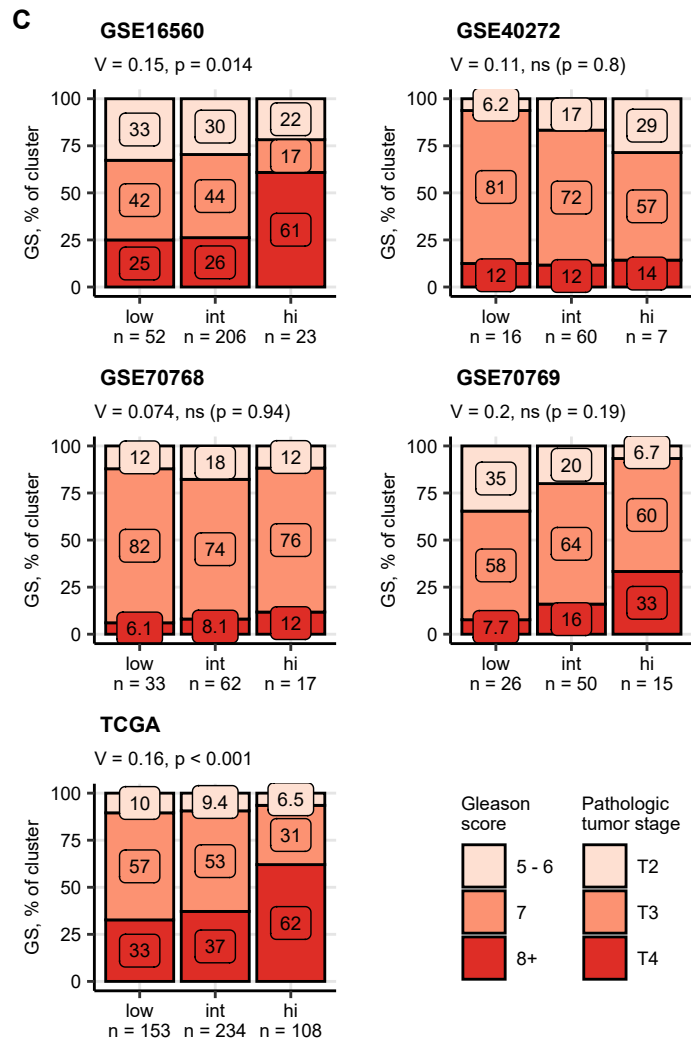 C
GSE16560
V = 0.15, p = 0.014
GS, % of cluster
100
75
50
25
0
33
30
22
42
44
17
25
26
61
low
int
hi
n = 52
n = 206
n = 23
GSE40272
V = 0.11, ns (p = 0.8)
GS, % of cluster
100
75
50
25
0
6.2
17
29
81
72
57
12
12
14
low
int
hi
n = 16
n = 60
n = 7
GSE70768
V = 0.074, ns (p = 0.94)
GS, % of cluster
100
75
50
25
0
12
18
12
82
74
76
6.1
8.1
12
low
int
hi
n = 33
n = 62
n = 17
GSE70769
V = 0.2, ns (p = 0.19)
GS, % of cluster
100
75
50
25
0
35
20
6.7
58
64
60
7.7
16
33
low
int
hi
n = 26
n = 50
n = 15
TCGA
V = 0.16, p < 0.001
GS, % of cluster
100
75
50
25
0
10
9.4
6.5
57
53
31
33
37
62
low
int
hi
n = 153
n = 234
n = 108
Gleason
score
5 - 6
7
8+
Pathologic
tumor stage
T2
T3
T4